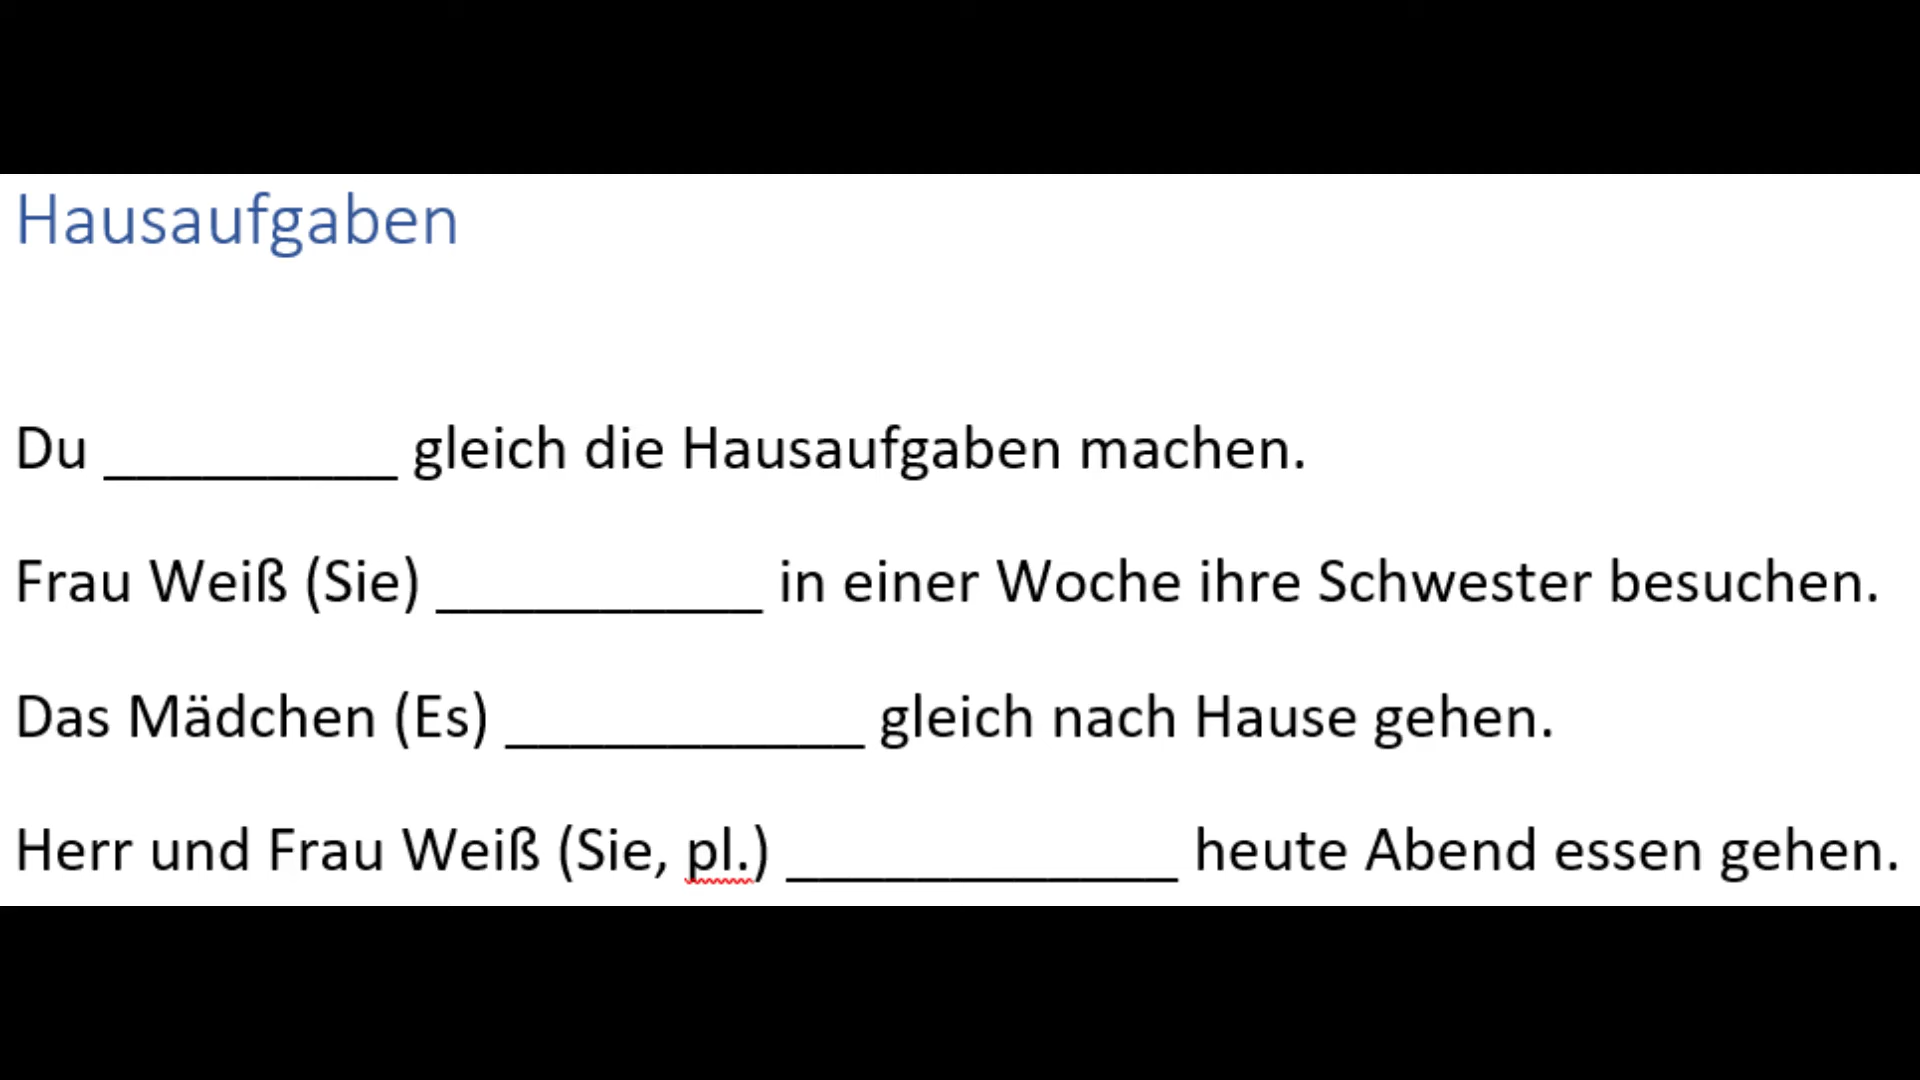 Hausaufgaben
Du _________ gleich die Hausaufgaben machen.
Frau Weiß (Sie) __________ in einer Woche ihre Schwester besuchen.
Das Mädchen (Es) ___________ gleich nach Hause gehen.
Herr und Frau Weiß (Sie, pl.) ____________ heute Abend essen gehen.